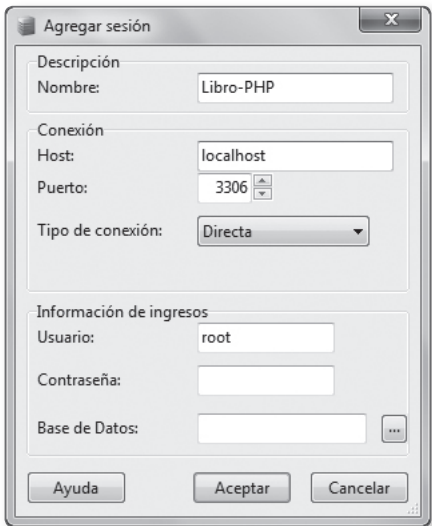 Agregar sesión
Descripción
Nombre: Libro-PHP
Conexión
Host: localhost
Puerto: 3306
Tipo de conexión: Directa
Información de ingresos
Usuario: root
Contraseña:
Base de Datos: ...
Ayuda Aceptar Cancelar